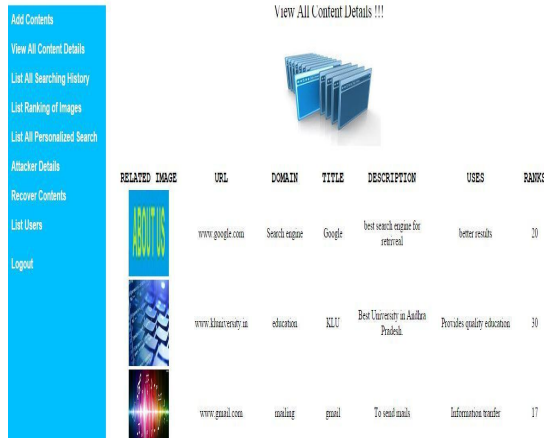 View All Content Details !!!
Add Contents
View All Content Details
List All Searching History
List Ranking of Images
List All Personalized Search
Attacker Details
Recover Contents
List Users
Logout
RELATED IMAGE URL DOMAIN TITLE DESCRIPTION USES RANKS
ABOUT US
www.google.com Search engine Google best search engine for retrieval better results 20
www.kluniversity.in education KLU Best University in Andhra Pradesh. Provides quality education 30
www.gmail.com mailing gmail To send mails Information tranfer 17